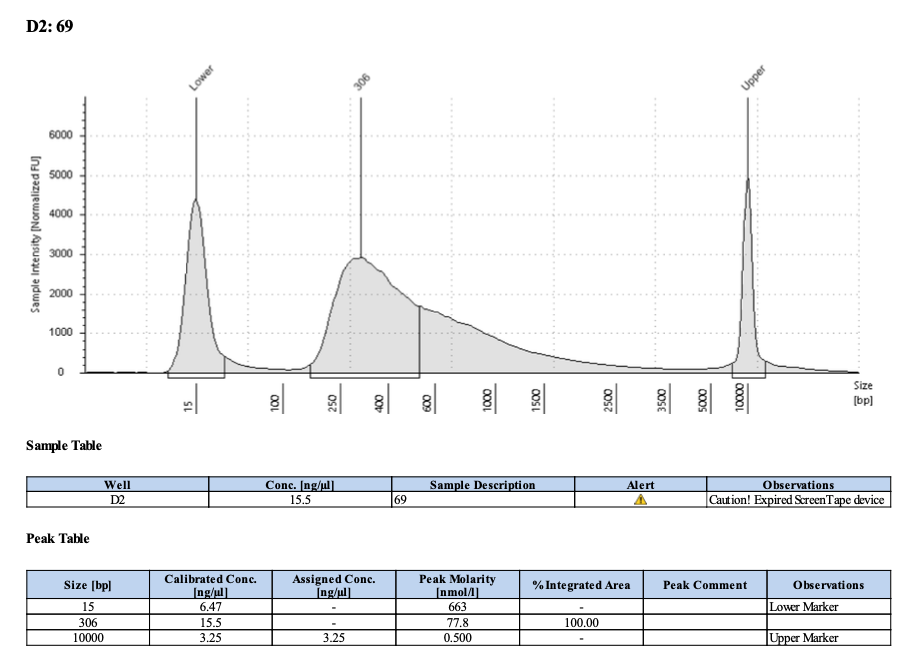 D2: 69
Lower
306
Upper
Sample Intensity [Normalized FU]
6000
5000
4000
3000
2000
1000
0
15
100
250
400
600
1000
1500
2500
3500
5000
10000
Size
[bp]
Sample Table
Well Conc. [ng/µl] Sample Description Alert Observations
D2 15.5 69 Caution! Expired ScreenTape device
Peak Table
Size [bp] Calibrated Conc. [ng/µl] Assigned Conc. [ng/µl] Peak Molarity [nmol/l] % Integrated Area Peak Comment Observations
15 6.47 - 663 - Lower Marker
306 15.5 - 77.8 100.00
10000 3.25 3.25 0.500 - Upper Marker